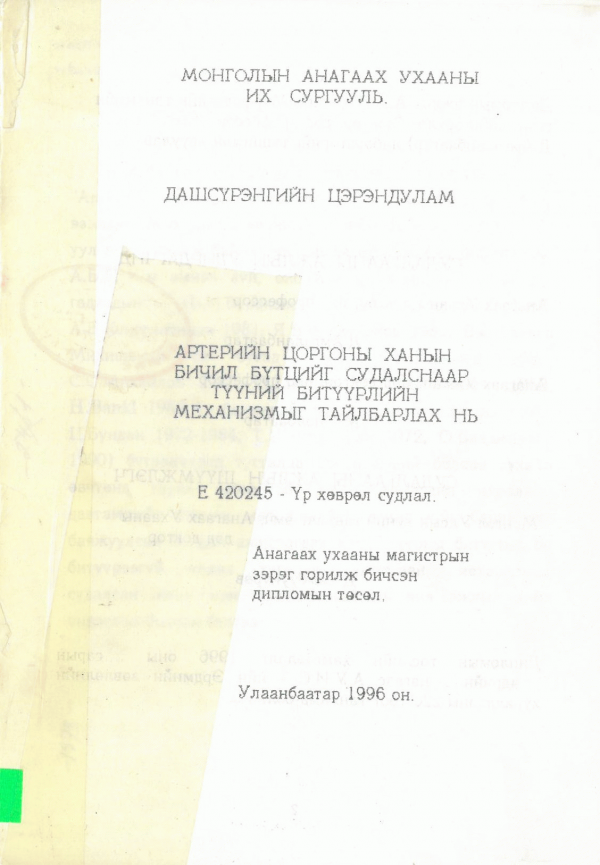 МОНГОЛЫН АНАГААХ УХААНЫ
ИХ СУРГУУЛЬ.
ДАШСҮРЭНГИЙН ЦЭРЭНДУЛАМ
АРТЕРИЙН ЦОРГОНЫ ХАНЫН
БИЧИЛ БҮТЦИЙГ СУДАЛСНААР
ТҮҮНИЙ БИТҮҮРЛИЙН
МЕХАНИЗМЫГ ТАЙЛБАРЛАХ НЬ
Е 420245 - Үр хөврөл судлал.
Анагаах ухааны магистрын
зэрэг горилж бичсэн
дипломын төсөл.
Улаанбаатар 1996 он.